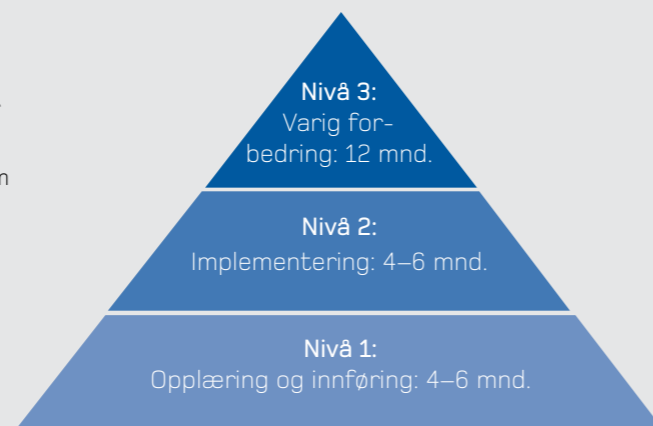 Nivå 3:
Varig for-
bedring: 12 mnd.
Nivå 2:
Implementering: 4–6 mnd.
Nivå 1:
Opplæring og innføring: 4–6 mnd.